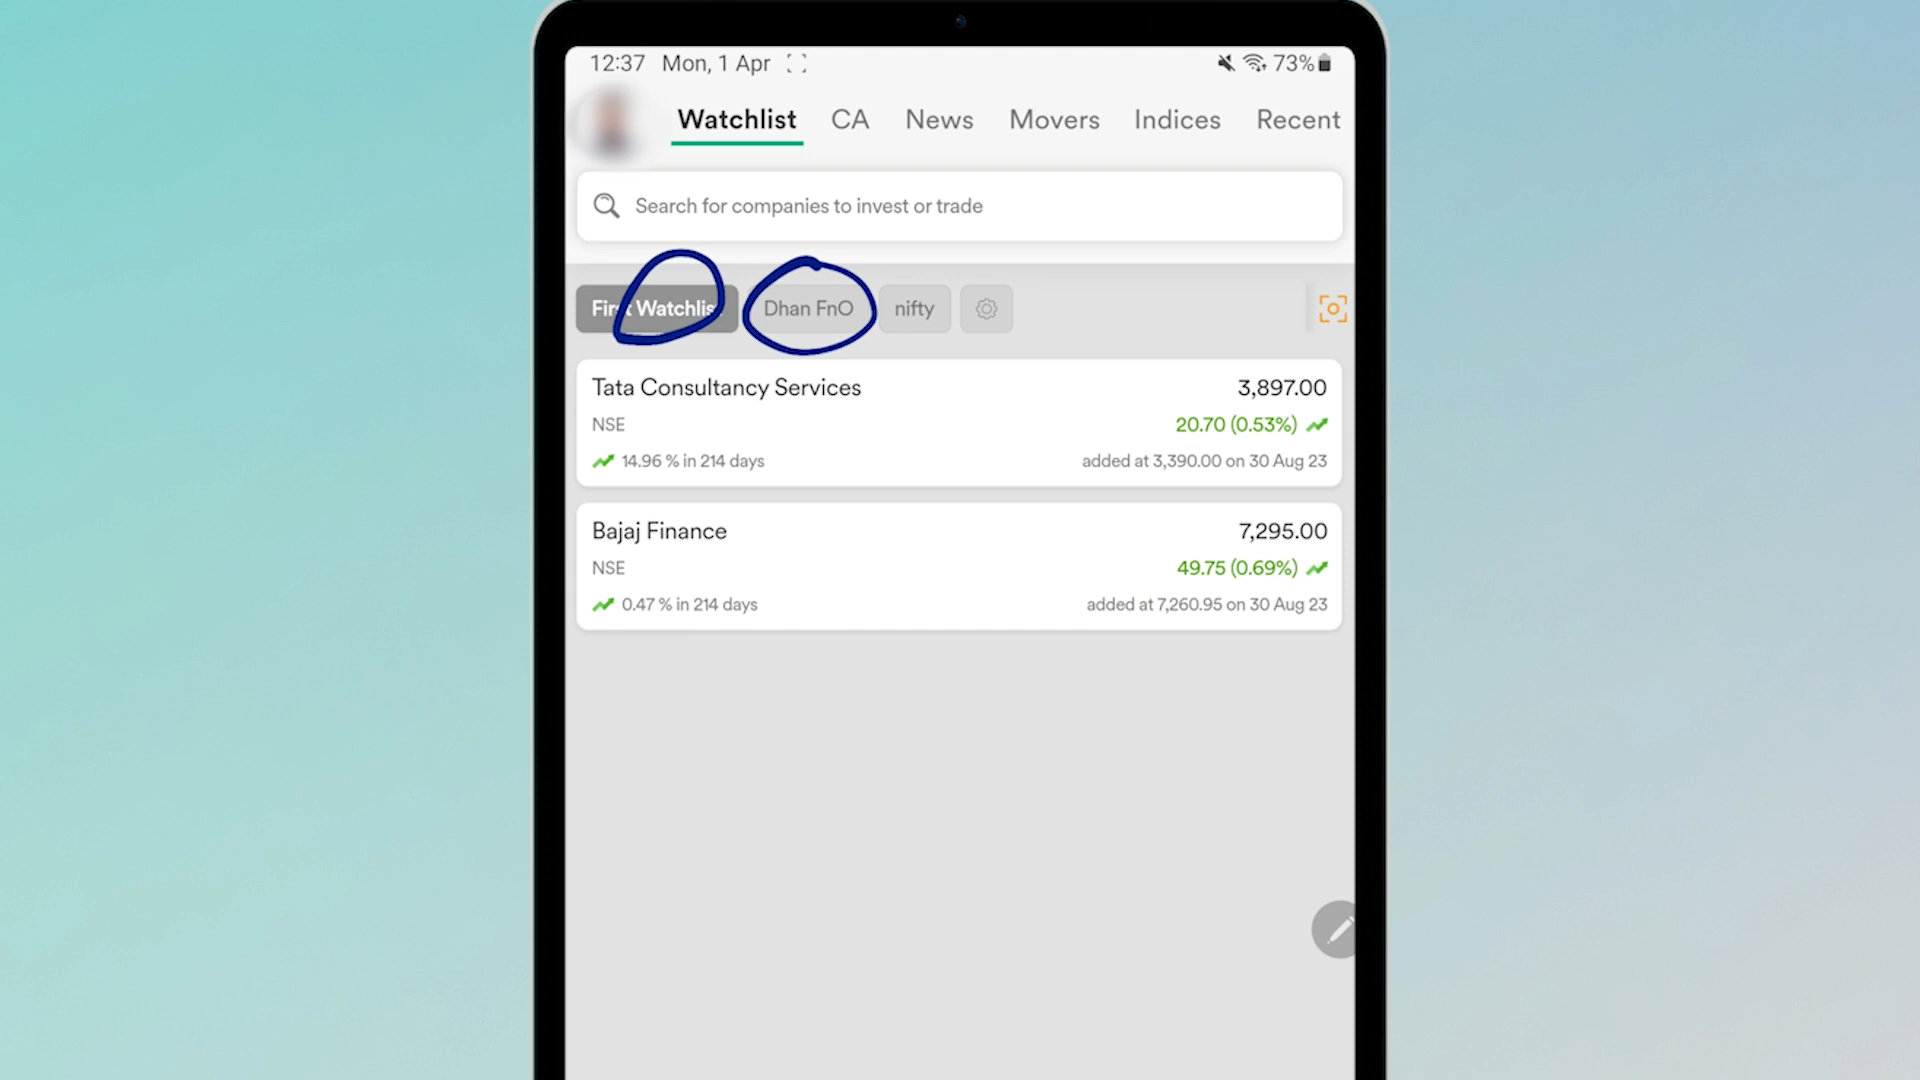 12:37 Mon, 1 Apr 73%
Watchlist CA News Movers Indices Recent
Search for companies to invest or trade
First Watchlist Dhan FnO nifty
Tata Consultancy Services 3,897.00
NSE 20.70 (0.53%)
14.96 % in 214 days added at 3,390.00 on 30 Aug 23
Bajaj Finance 7,295.00
NSE 49.75 (0.69%)
0.47 % in 214 days added at 7,260.95 on 30 Aug 23